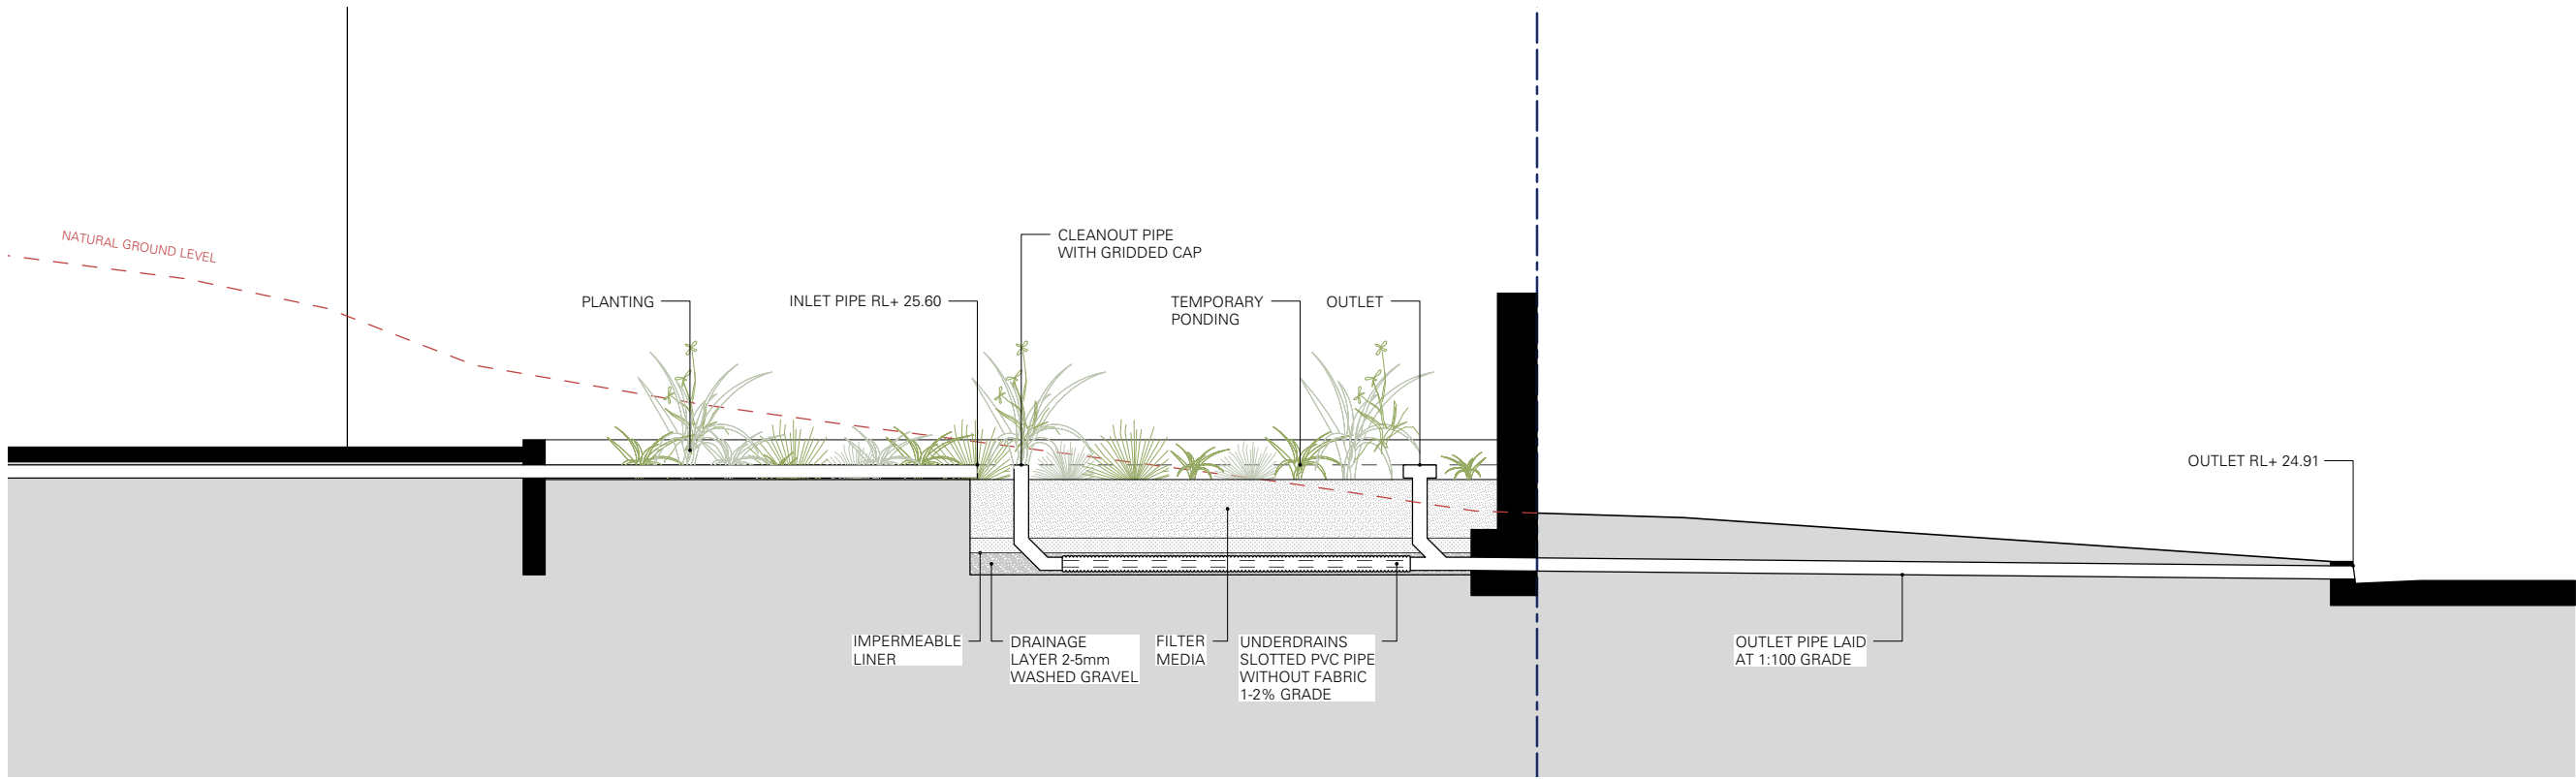 NATURAL GROUND LEVEL
CLEANOUT PIPE
WITH GRIDDED CAP
PLANTING
INLET PIPE RL+ 25.60
TEMPORARY
PONDING
OUTLET
OUTLET RL+ 24.91
IMPERMEABLE
LINER
DRAINAGE
LAYER 2-5mm
WASHED GRAVEL
FILTER
MEDIA
UNDERDRAINS
SLOTTED PVC PIPE
WITHOUT FABRIC
1-2% GRADE
OUTLET PIPE LAID
AT 1:100 GRADE